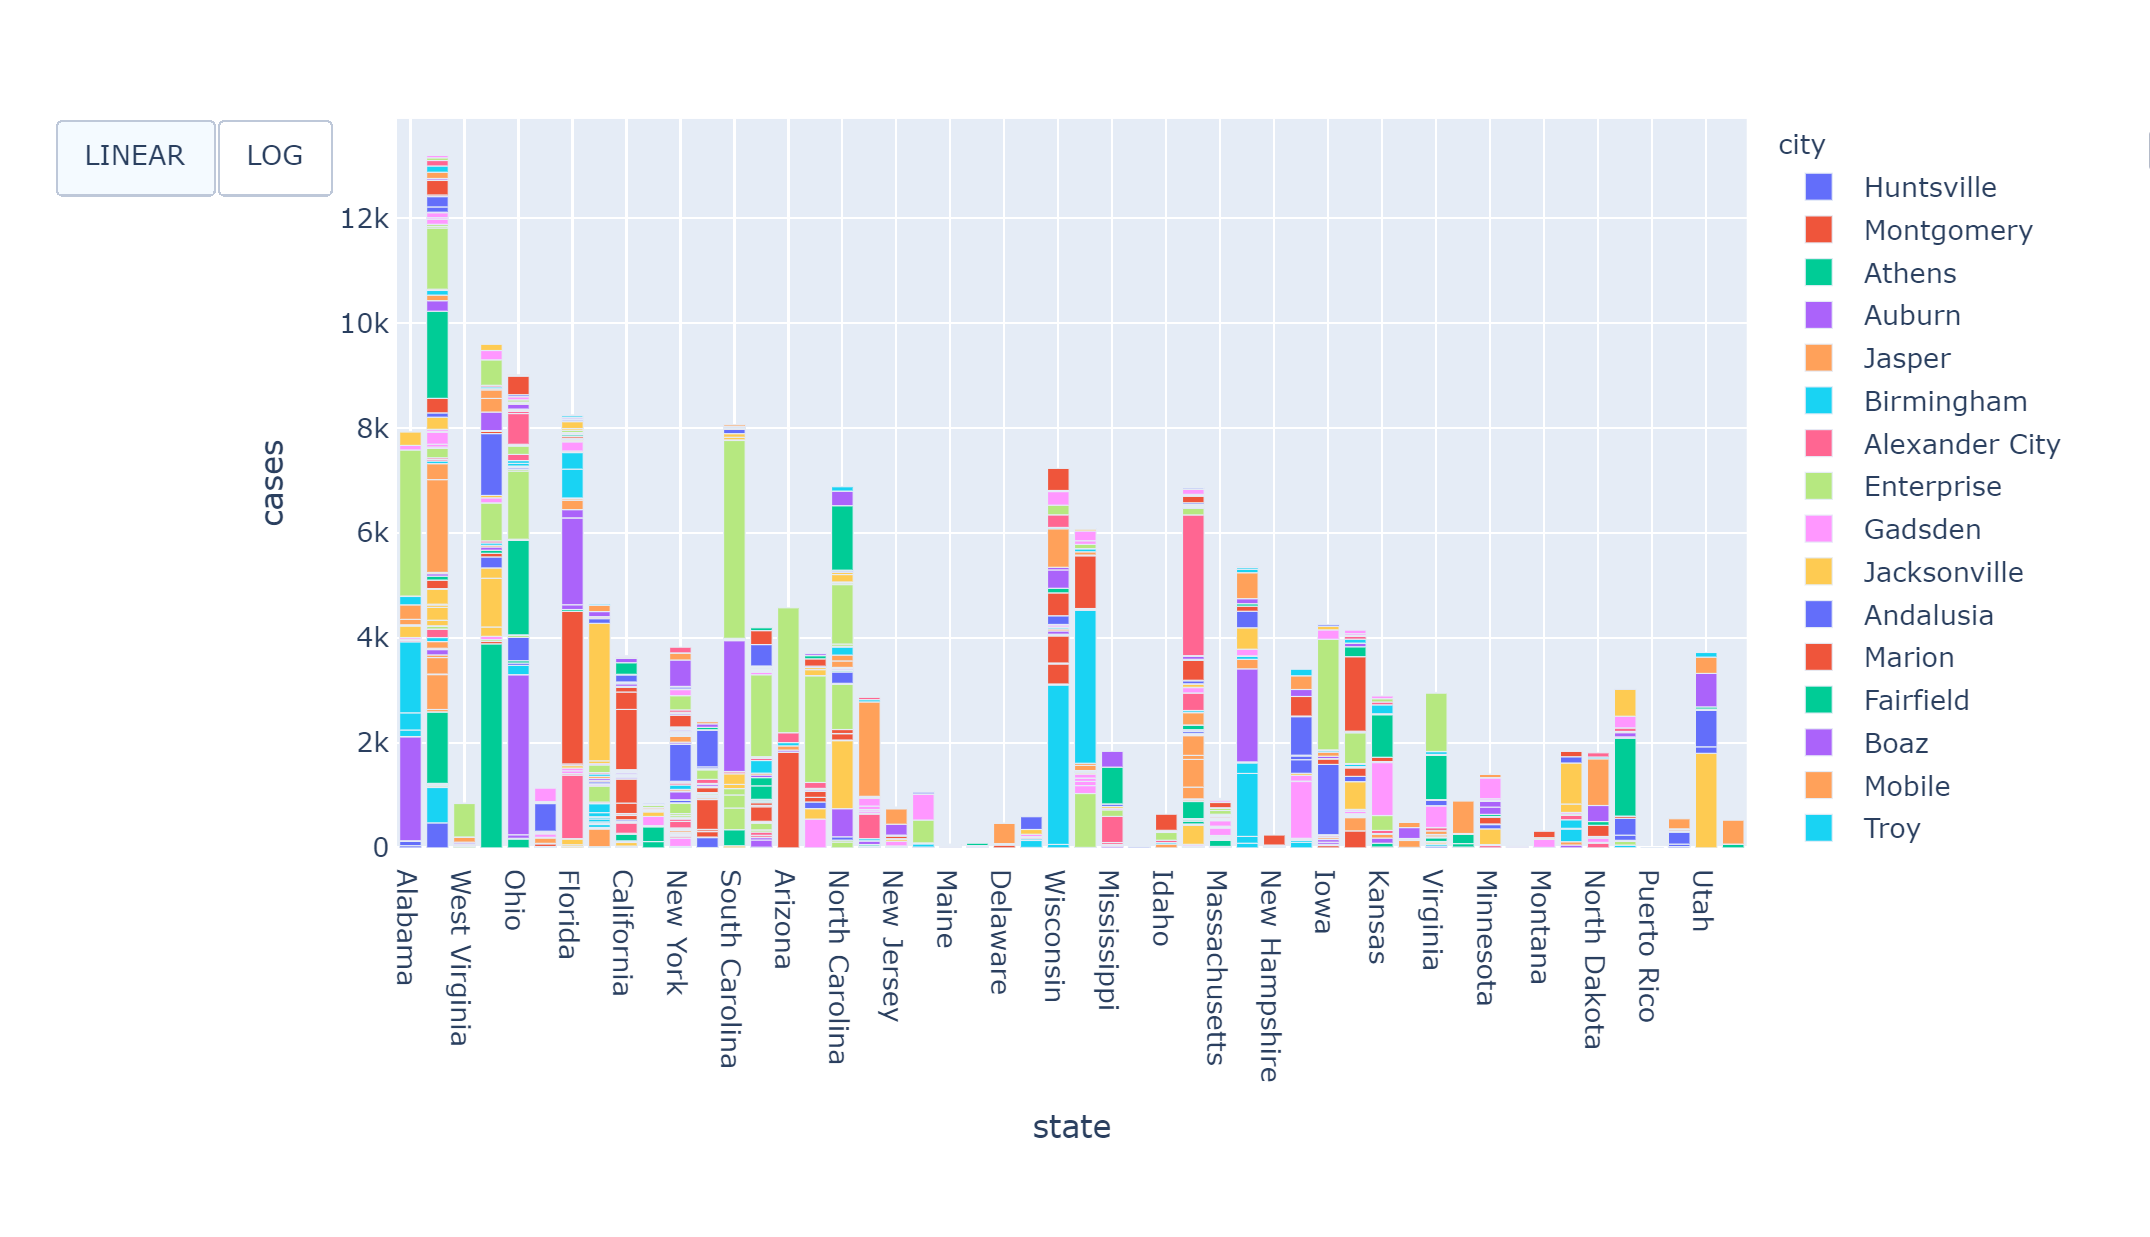 LINEAR
LOG
12k
10k
8k
6k
4k
2k
0
cases
Alabama
West Virginia
Ohio
Florida
California
New York
South Carolina
Arizona
North Carolina
New Jersey
Maine
Delaware
Wisconsin
Mississippi
Idaho
Massachusetts
New Hampshire
Iowa
Kansas
Virginia
Minnesota
Montana
North Dakota
Puerto Rico
Utah
state
city
Huntsville
Montgomery
Athens
Auburn
Jasper
Birmingham
Alexander City
Enterprise
Gadsden
Jacksonville
Andalusia
Marion
Fairfield
Boaz
Mobile
Troy